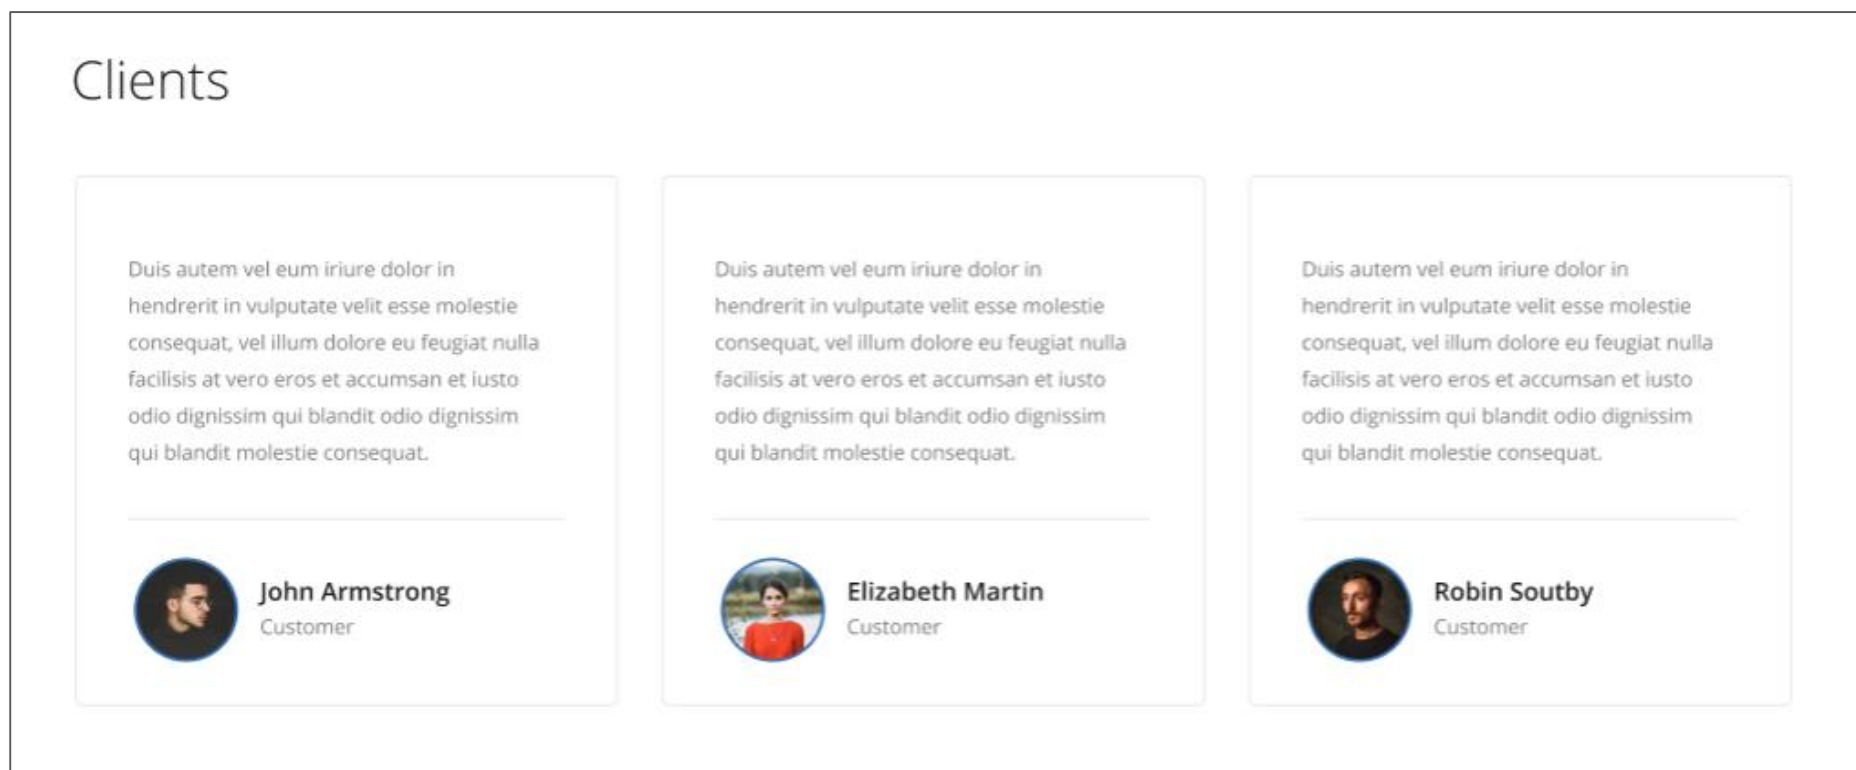 Clients
Duis autem vel eum iriure dolor in
hendrerit in vulputate velit esse molestie
consequat, vel illum dolore eu feugiat nulla
facilisis at vero eros et accumsan et iusto
odio dignissim qui blandit odio dignissim
qui blandit molestie consequat.
John Armstrong
Customer
Duis autem vel eum iriure dolor in
hendrerit in vulputate velit esse molestie
consequat, vel illum dolore eu feugiat nulla
facilisis at vero eros et accumsan et iusto
odio dignissim qui blandit odio dignissim
qui blandit molestie consequat.
Elizabeth Martin
Customer
Duis autem vel eum iriure dolor in
hendrerit in vulputate velit esse molestie
consequat, vel illum dolore eu feugiat nulla
facilisis at vero eros et accumsan et iusto
odio dignissim qui blandit odio dignissim
qui blandit molestie consequat.
Robin Soutby
Customer